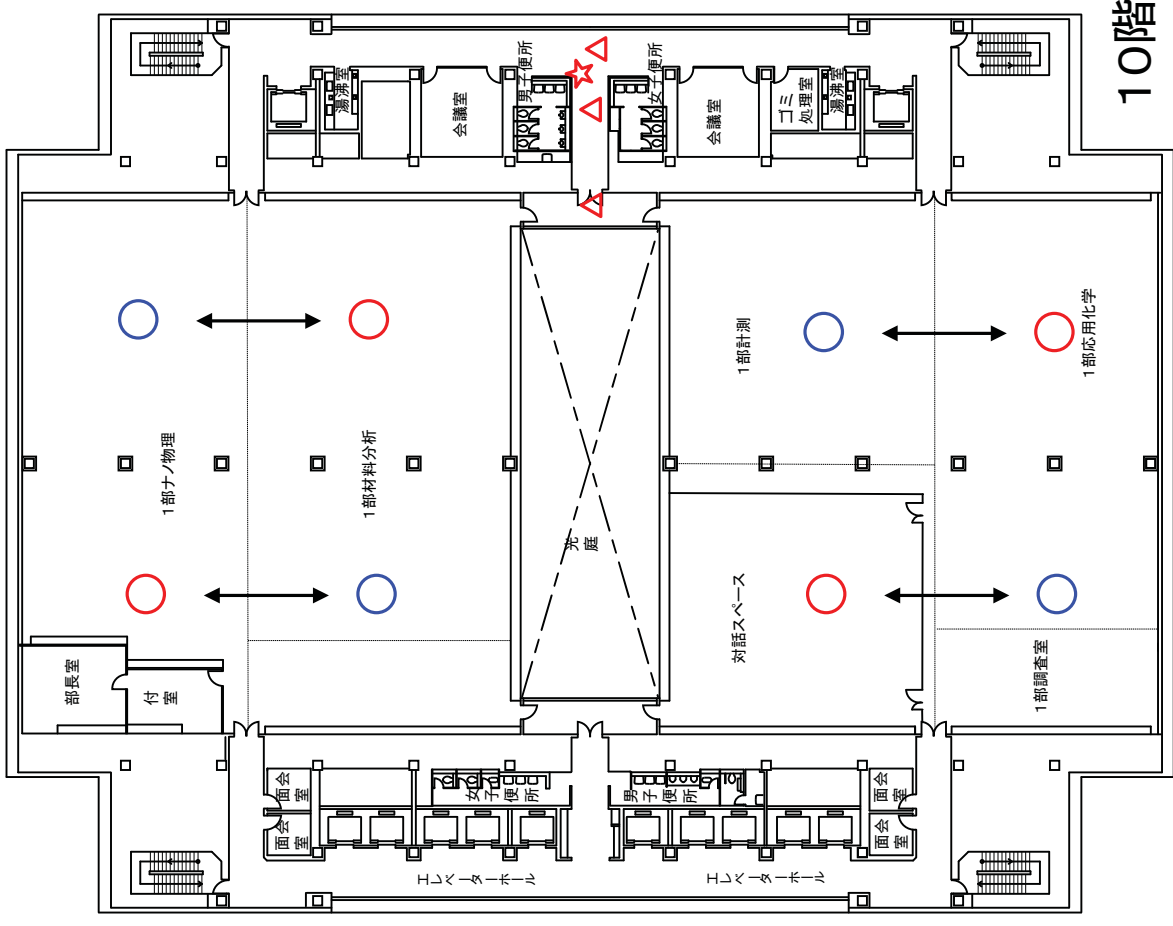 10階
男子便所
女子便所
湯沸室
会議室
会議室
ゴミ
処理室
湯沸室
1部ナノ物理
1部材料分析
1部計測
1部応用化学
光
庭
対話スペース
1部調査室
部長室
付
室
面会
室
面会
室
女子便所
男子便所
面会
室
面会
室
エレベーターホール
エレベーターホール